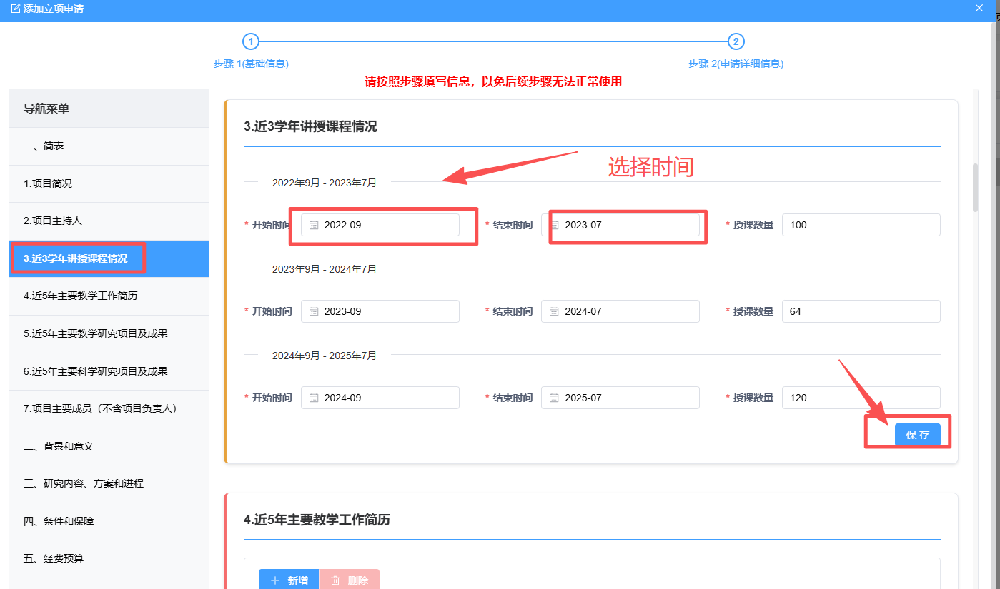 添加立项申请
1
2
步骤 1(基础信息)
步骤 2(申请详细信息)
请按照步骤填写信息，以免后续步骤无法正常使用
导航菜单
一、简表
1.项目简况
2.项目主持人
3.近3学年讲授课程情况
4.近5年主要教学工作简历
5.近5年主要教学研究项目及成果
6.近5年主要科学研究项目及成果
7.项目主要成员（不含项目负责人）
二、背景和意义
三、研究内容、方案和进程
四、条件和保障
五、经费预算
3.近3学年讲授课程情况
选择时间
2022年9月 - 2023年7月
* 开始时间 2022-09 * 结束时间 2023-07 * 授课数量 100
2023年9月 - 2024年7月
* 开始时间 2023-09 * 结束时间 2024-07 * 授课数量 64
2024年9月 - 2025年7月
* 开始时间 2024-09 * 结束时间 2025-07 * 授课数量 120
保存
4.近5年主要教学工作简历
新增 删除